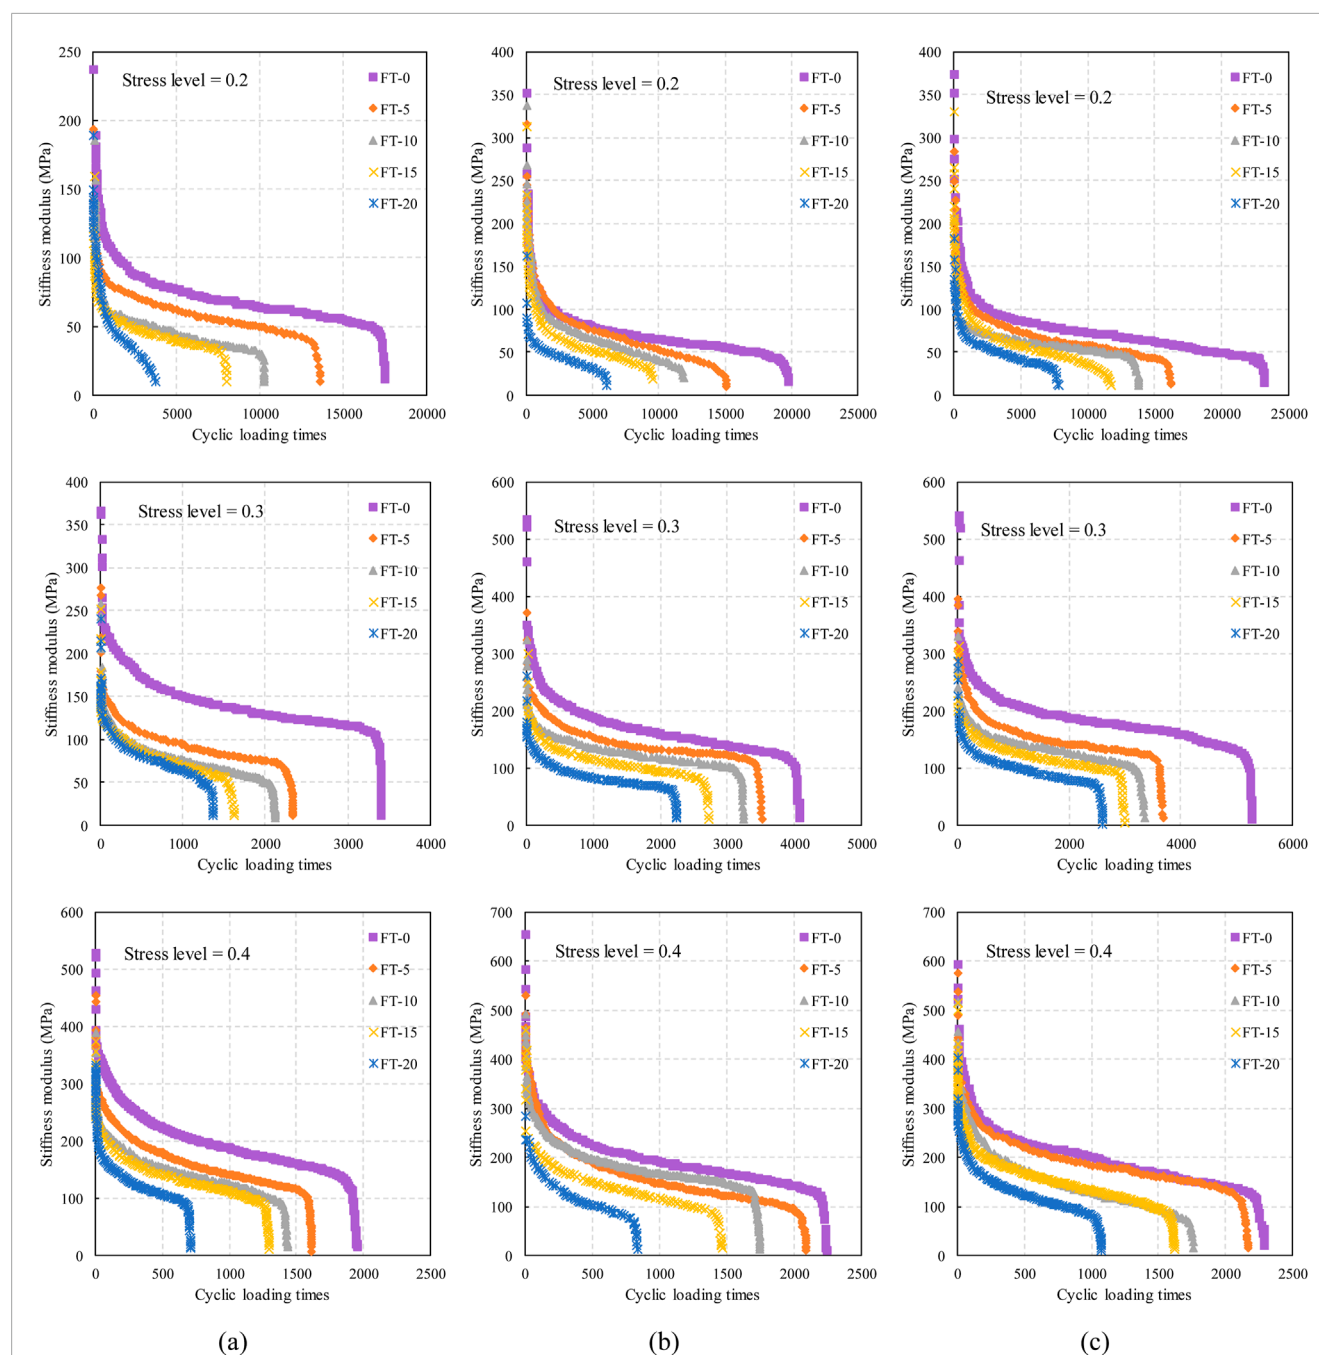 Stress level = 0.2
FT-0
FT-5
FT-10
FT-15
FT-20
Stiffness modulus (MPa)
250
200
150
100
50
0
0 5000 10000 15000 20000
Cyclic loading times
Stress level = 0.2
FT-0
FT-5
FT-10
FT-15
FT-20
Stiffness modulus (MPa)
400
350
300
250
200
150
100
50
0
0 5000 10000 15000 20000 25000
Cyclic loading times
Stress level = 0.2
FT-0
FT-5
FT-10
FT-15
FT-20
Stiffness modulus (MPa)
400
350
300
250
200
150
100
50
0
0 5000 10000 15000 20000 25000
Cyclic loading times
Stress level = 0.3
FT-0
FT-5
FT-10
FT-15
FT-20
Stiffness modulus (MPa)
400
350
300
250
200
150
100
50
0
0 1000 2000 3000 4000
Cyclic loading times
Stress level = 0.3
FT-0
FT-5
FT-10
FT-15
FT-20
Stiffness modulus (MPa)
600
500
400
300
200
100
0
0 1000 2000 3000 4000 5000
Cyclic loading times
Stress level = 0.3
FT-0
FT-5
FT-10
FT-15
FT-20
Stiffness modulus (MPa)
600
500
400
300
200
100
0
0 2000 4000 6000
Cyclic loading times
Stress level = 0.4
FT-0
FT-5
FT-10
FT-15
FT-20
Stiffness modulus (MPa)
600
500
400
300
200
100
0
0 500 1000 1500 2000 2500
Cyclic loading times
Stress level = 0.4
FT-0
FT-5
FT-10
FT-15
FT-20
Stiffness modulus (MPa)
700
600
500
400
300
200
100
0
0 500 1000 1500 2000 2500
Cyclic loading times
Stress level = 0.4
FT-0
FT-5
FT-10
FT-15
FT-20
Stiffness modulus (MPa)
700
600
500
400
300
200
100
0
0 500 1000 1500 2000 2500
Cyclic loading times
(a) (b) (c)